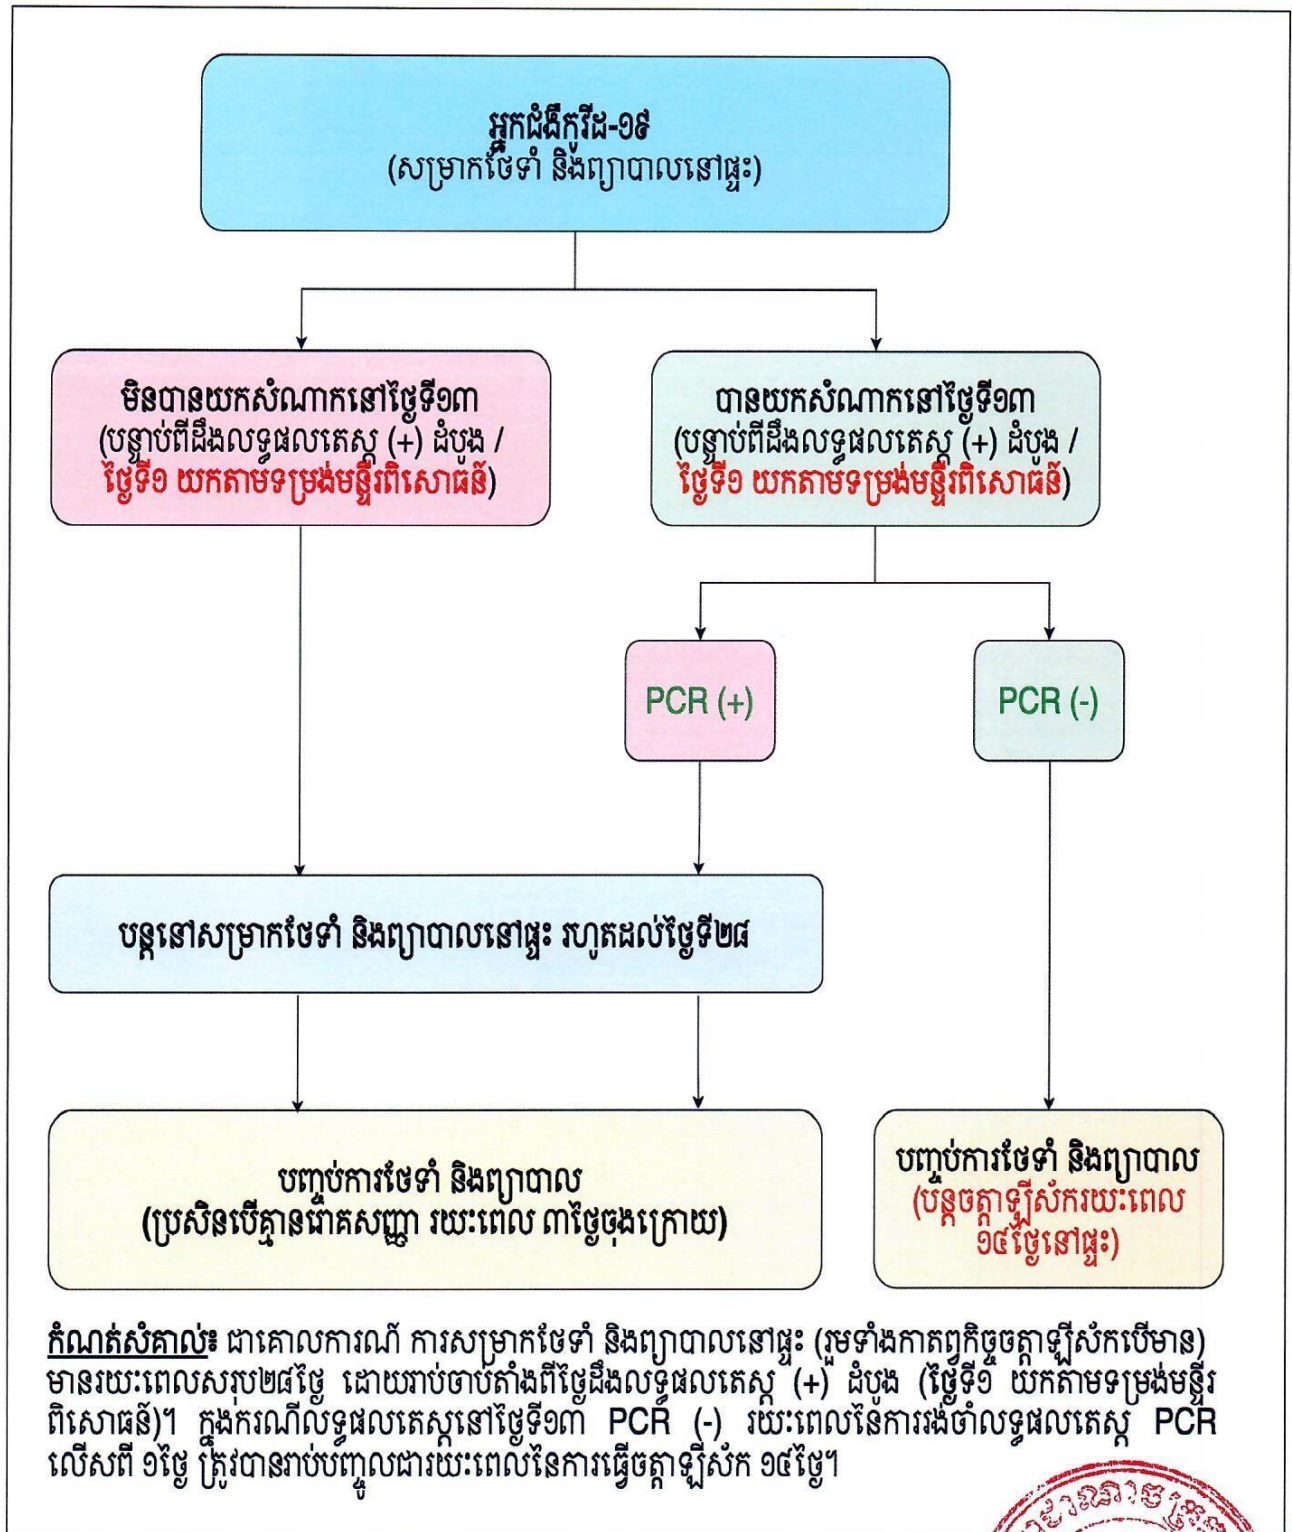 អ្នកជំងឺកូវីដ-១៩
(សម្រាកថែទាំ និងព្យាបាលនៅផ្ទះ)
មិនបានយកសំណាកនៅថ្ងៃទី១៣
(បន្ទាប់ពីដឹងលទ្ធផលតេស្ត (+) ដំបូង /
ថ្ងៃទី១ យកតាមទម្រង់មន្ទីរពិសោធន៍)
បានយកសំណាកនៅថ្ងៃទី១៣
(បន្ទាប់ពីដឹងលទ្ធផលតេស្ត (+) ដំបូង /
ថ្ងៃទី១ យកតាមទម្រង់មន្ទីរពិសោធន៍)
PCR (+)
PCR (-)
បន្តនៅសម្រាកថែទាំ និងព្យាបាលនៅផ្ទះ រហូតដល់ថ្ងៃទី២៨
បញ្ចប់ការថែទាំ និងព្យាបាល
(ប្រសិនបើគ្មានរោគសញ្ញា រយៈពេល ៣ថ្ងៃចុងក្រោយ)
បញ្ចប់ការថែទាំ និងព្យាបាល
(បន្តចត្តាឡីស័ករយៈពេល
១៤ថ្ងៃនៅផ្ទះ)
កំណត់សំគាល់៖ ជាគោលការណ៍ ការសម្រាកថែទាំ និងព្យាបាលនៅផ្ទះ (រួមទាំងកាតព្វកិច្ចចត្តាឡីស័កបើមាន)
មានរយៈពេលសរុប២៨ថ្ងៃ ដោយរាប់ចាប់តាំងពីថ្ងៃដឹងលទ្ធផលតេស្ត (+) ដំបូង (ថ្ងៃទី១ យកតាមទម្រង់មន្ទីរ
ពិសោធន៍)។ ក្នុងករណីលទ្ធផលតេស្តនៅថ្ងៃទី១៣ PCR (-) រយៈពេលនៃការរង់ចាំលទ្ធផលតេស្ត PCR
លើសពី ១ថ្ងៃ ត្រូវបានរាប់បញ្ចូលជារយៈពេលនៃការធ្វើចត្តាឡីស័ក ១៤ថ្ងៃ។